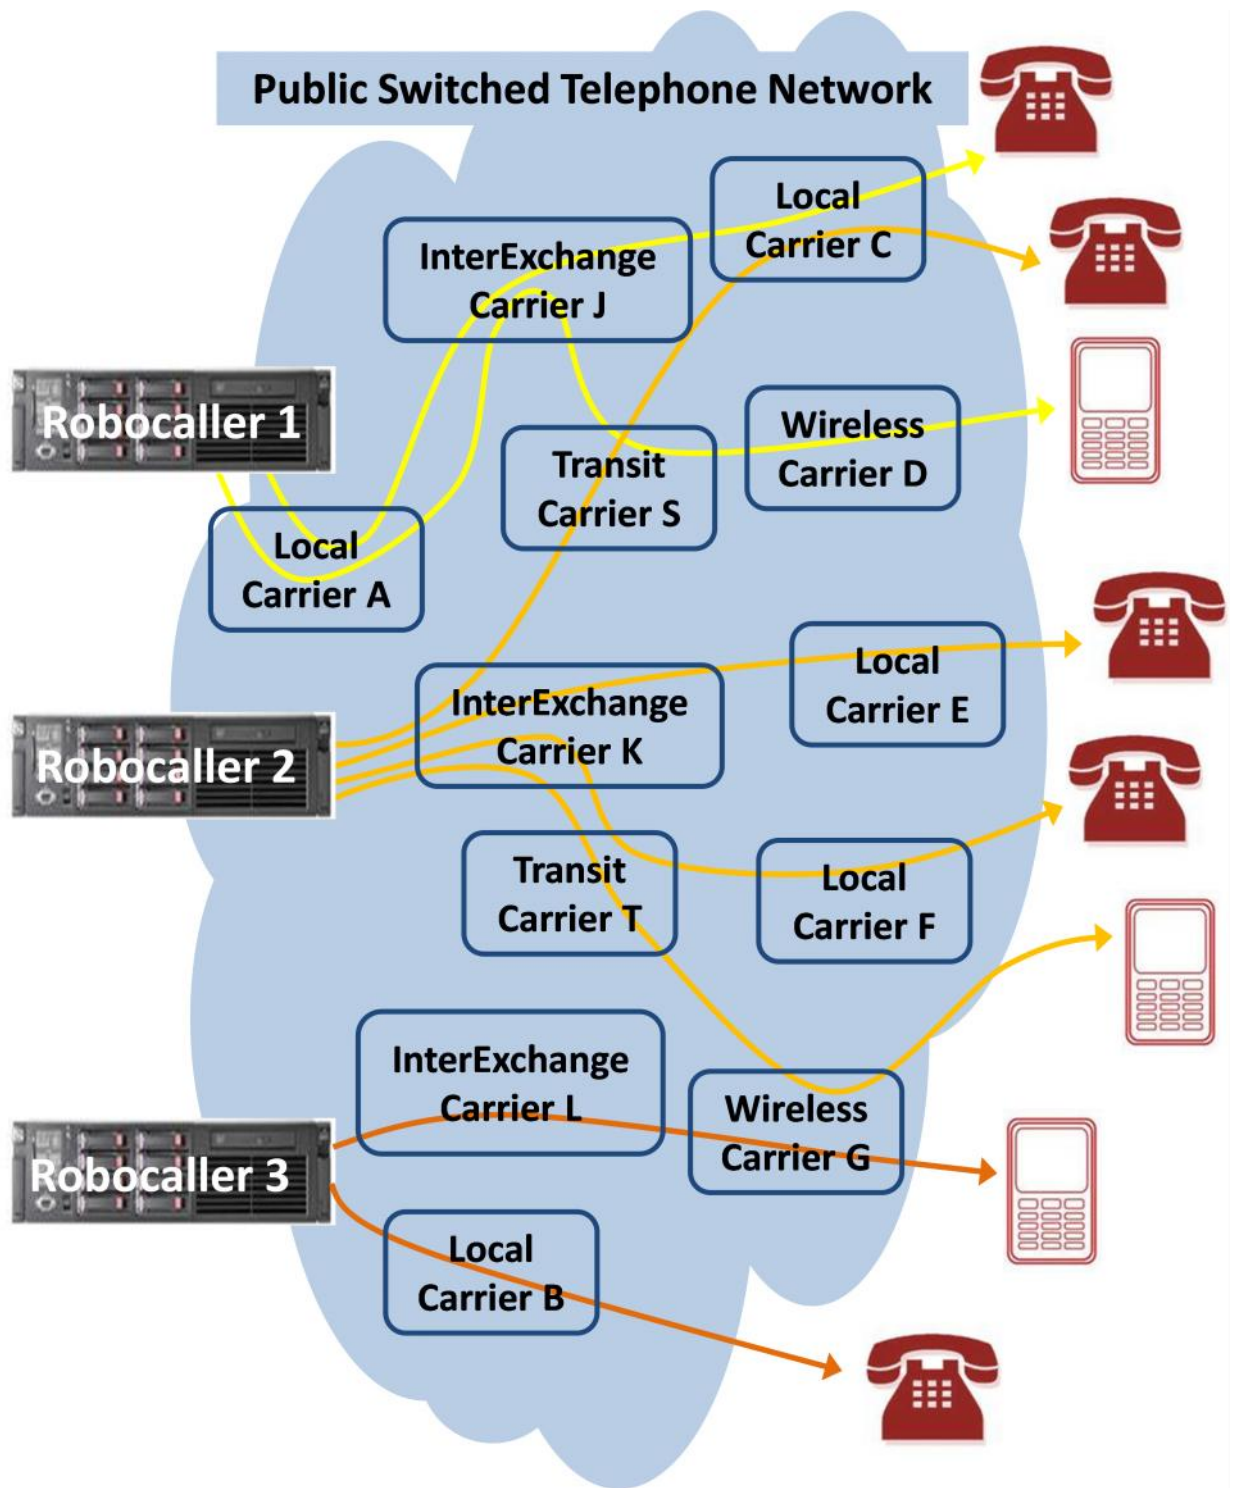 Public Switched Telephone Network
Local
Carrier C
InterExchange
Carrier J
Robocaller 1
Wireless
Carrier D
Transit
Carrier S
Local
Carrier A
Local
Carrier E
InterExchange
Carrier K
Robocaller 2
Transit
Carrier T
Local
Carrier F
InterExchange
Carrier L
Wireless
Carrier G
Robocaller 3
Local
Carrier B